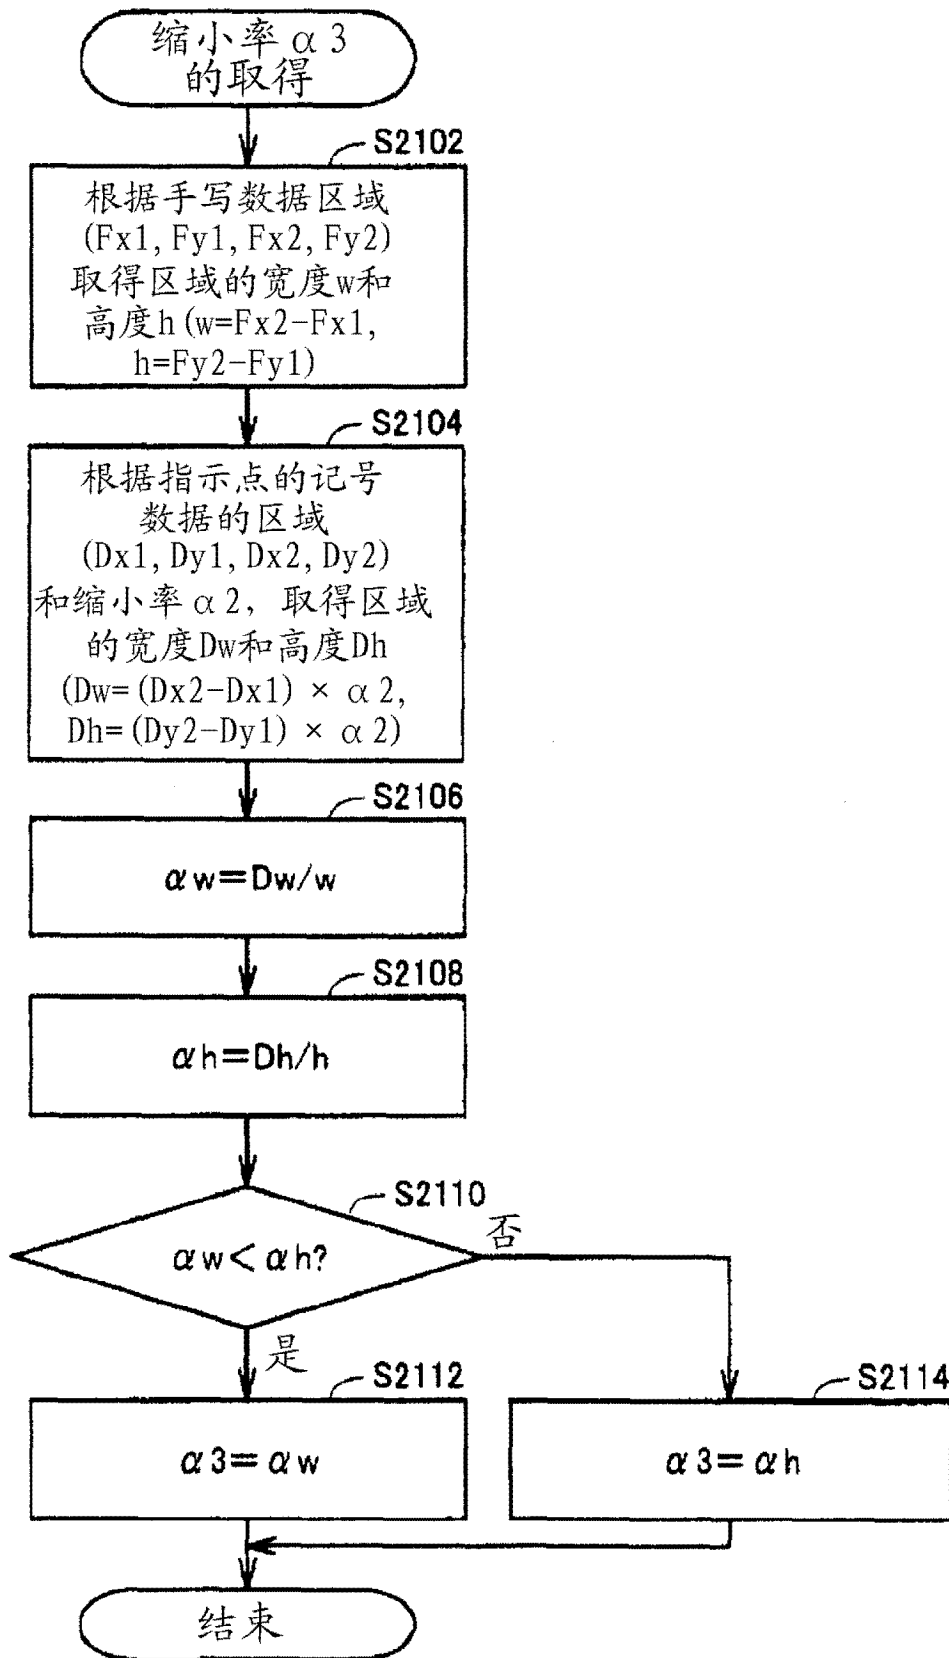 缩小率α3
的取得
S2102
根据手写数据区域
(Fx1, Fy1, Fx2, Fy2)
取得区域的宽度w和
高度h(w=Fx2-Fx1,
h=Fy2-Fy1)
S2104
根据指示点的记号
数据的区域
(Dx1, Dy1, Dx2, Dy2)
和缩小率α2, 取得区域
的宽度Dw和高度Dh
(Dw=(Dx2-Dx1) × α2,
Dh=(Dy2-Dy1) × α2)
S2106
αw=Dw/w
S2108
αh=Dh/h
S2110
αw<αh?
否
是
S2112
α3=αw
S2114
α3=αh
结束